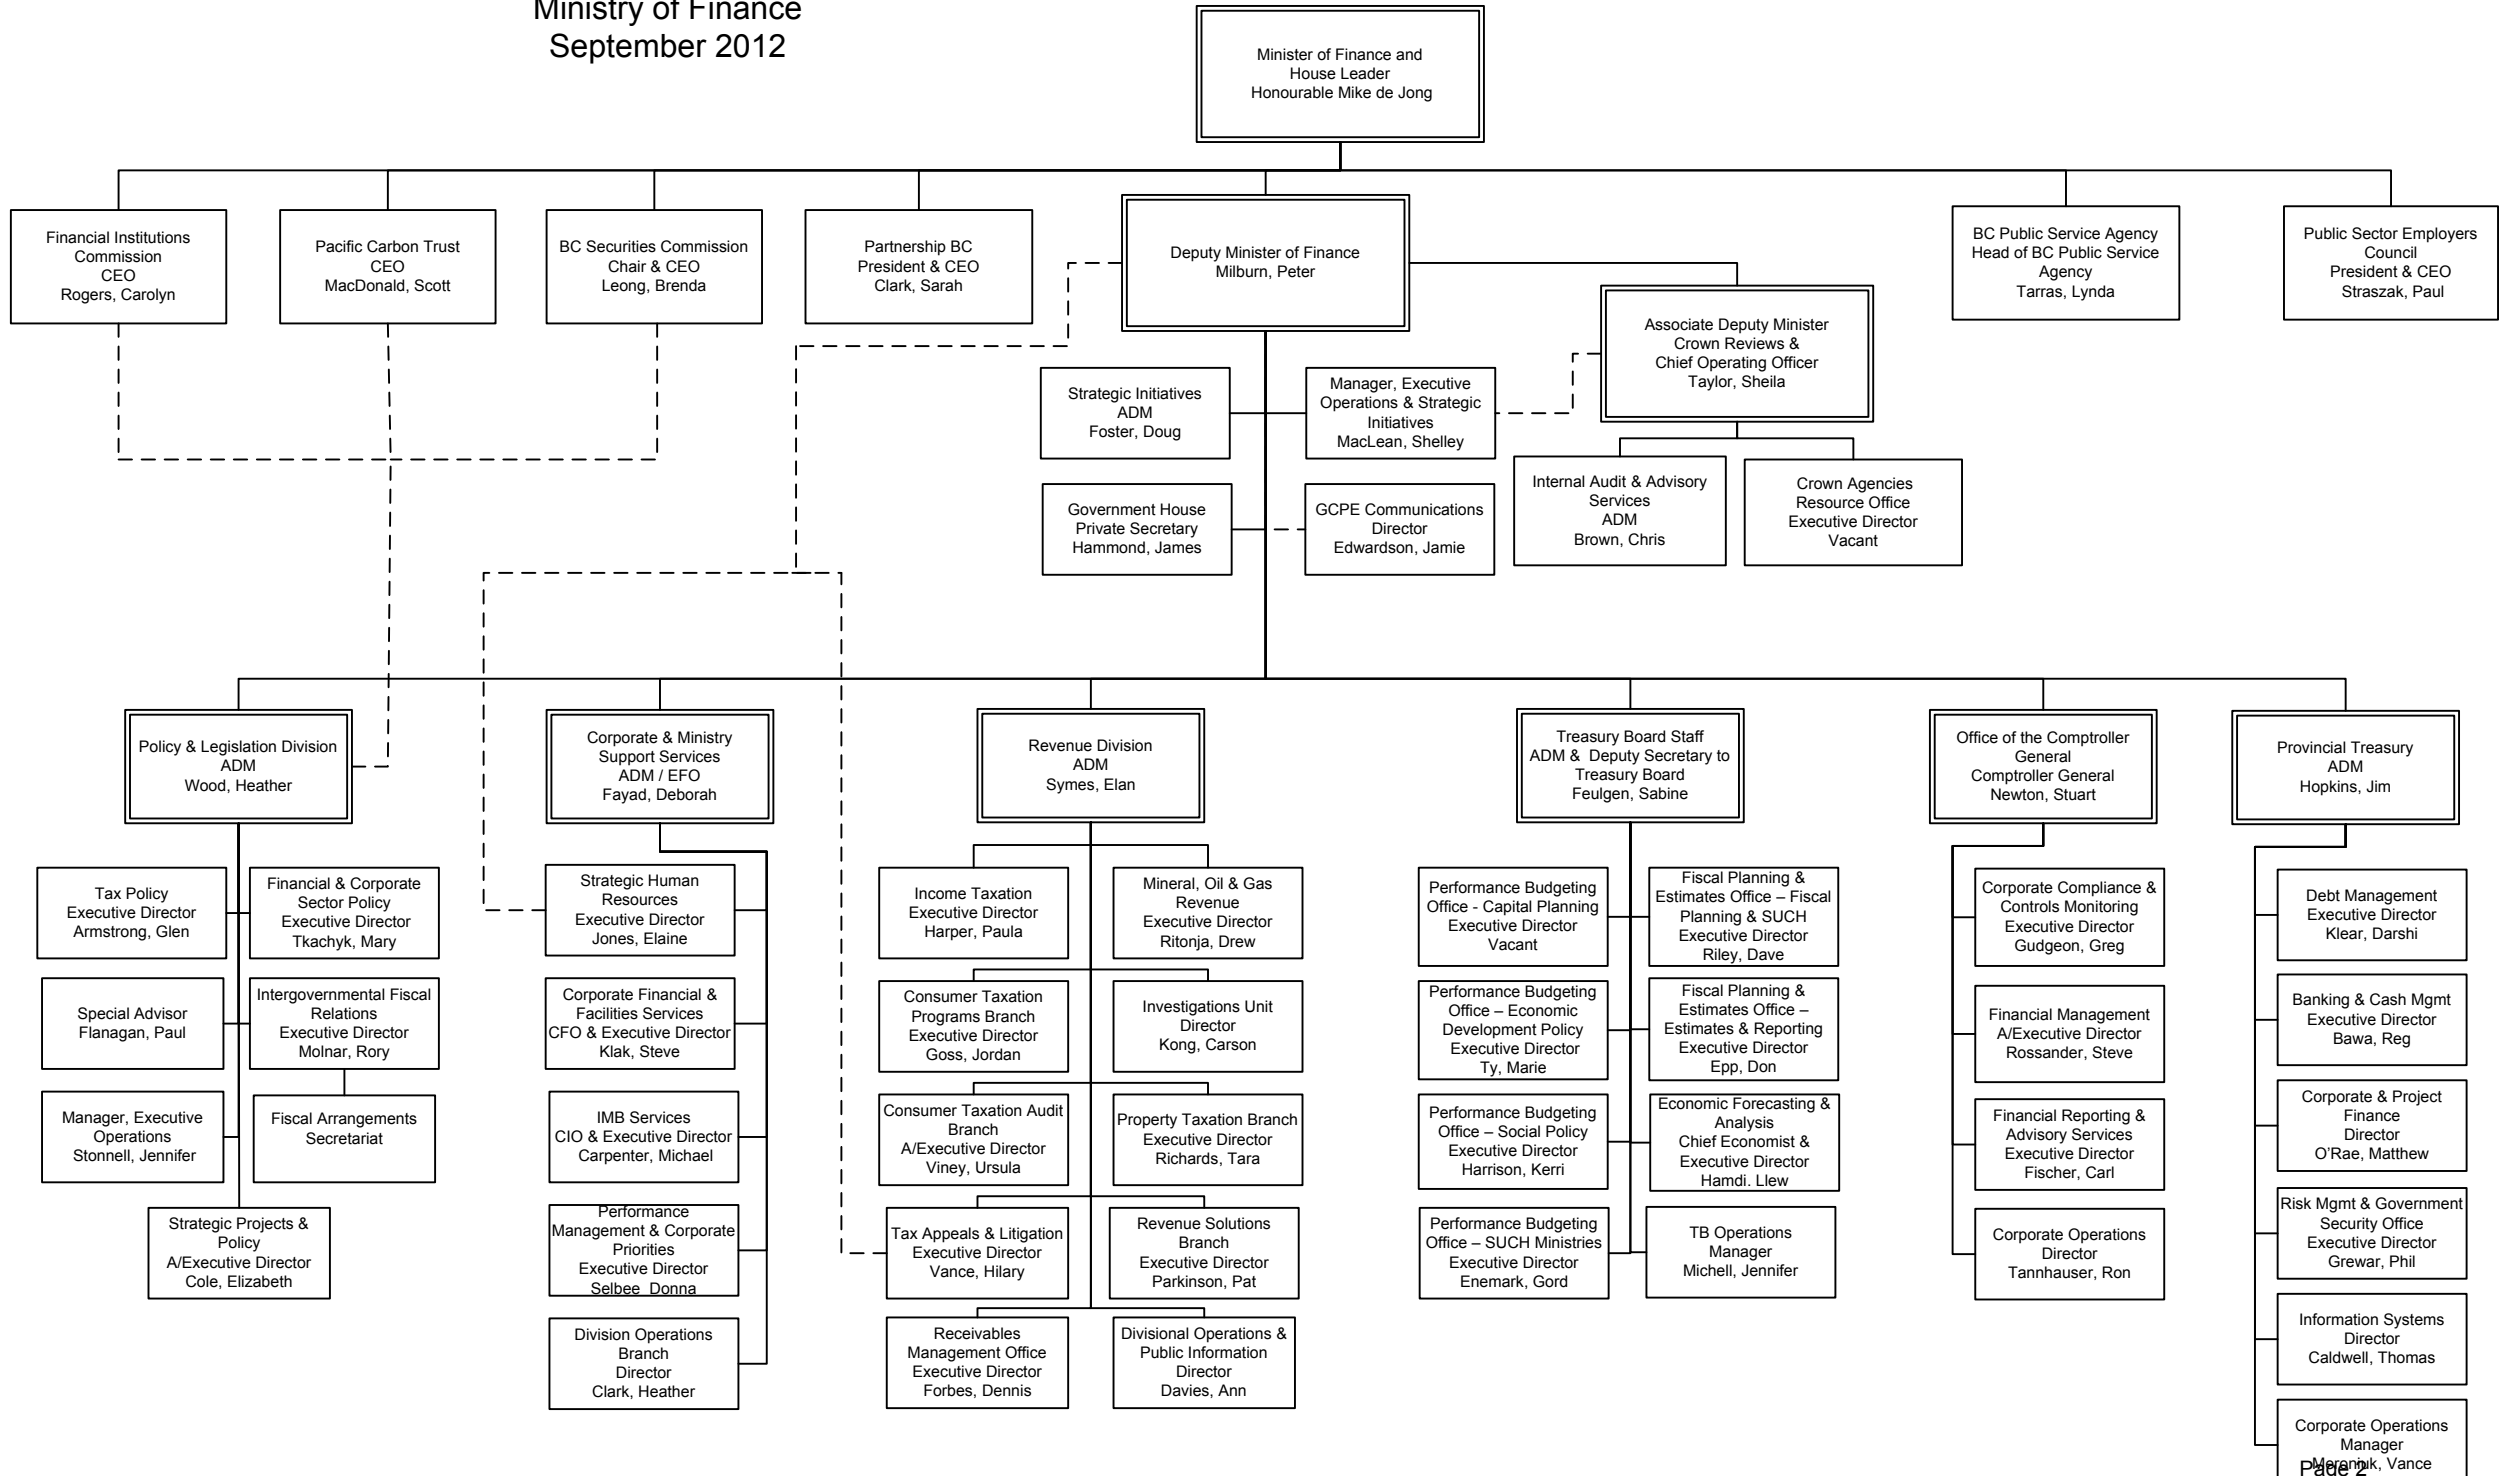 Ministry of Finance
September 2012
Minister of Finance and
House Leader
Honourable Mike de Jong
Financial Institutions
Commission
CEO
Rogers, Carolyn
Pacific Carbon Trust
CEO
MacDonald, Scott
BC Securities Commission
Chair & CEO
Leong, Brenda
Partnership BC
President & CEO
Clark, Sarah
Deputy Minister of Finance
Milburn, Peter
BC Public Service Agency
Head of BC Public Service
Agency
Tarras, Lynda
Public Sector Employers
Council
President & CEO
Straszak, Paul
Associate Deputy Minister
Crown Reviews &
Chief Operating Officer
Taylor, Sheila
Strategic Initiatives
ADM
Foster, Doug
Manager, Executive
Operations & Strategic
Initiatives
MacLean, Shelley
Government House
Private Secretary
Hammond, James
GCPE Communications
Director
Edwardson, Jamie
Internal Audit & Advisory
Services
ADM
Brown, Chris
Crown Agencies
Resource Office
Executive Director
Vacant
Policy & Legislation Division
ADM
Wood, Heather
Corporate & Ministry
Support Services
ADM / EFO
Fayad, Deborah
Revenue Division
ADM
Symes, Elan
Treasury Board Staff
ADM &  Deputy Secretary to
Treasury Board
Feulgen, Sabine
Office of the Comptroller
General
Comptroller General
Newton, Stuart
Provincial Treasury
ADM
Hopkins, Jim
Tax Policy
Executive Director
Armstrong, Glen
Financial & Corporate
Sector Policy
Executive Director
Tkachyk, Mary
Special Advisor
Flanagan, Paul
Intergovernmental Fiscal
Relations
Executive Director
Molnar, Rory
Manager, Executive
Operations
Stonnell, Jennifer
Fiscal Arrangements
Secretariat
Strategic Projects &
Policy
A/Executive Director
Cole, Elizabeth
Strategic Human
Resources
Executive Director
Jones, Elaine
Corporate Financial &
Facilities Services
CFO & Executive Director
Klak, Steve
IMB Services
CIO & Executive Director
Carpenter, Michael
Performance
Management & Corporate
Priorities
Executive Director
Selbee  Donna
Division Operations
Branch
Director
Clark, Heather
Income Taxation
Executive Director
Harper, Paula
Mineral, Oil & Gas
Revenue
Executive Director
Ritonja, Drew
Consumer Taxation
Programs Branch
Executive Director
Goss, Jordan
Investigations Unit
Director
Kong, Carson
Consumer Taxation Audit
Branch
A/Executive Director
Viney, Ursula
Property Taxation Branch
Executive Director
Richards, Tara
Tax Appeals & Litigation
Executive Director
Vance, Hilary
Revenue Solutions
Branch
Executive Director
Parkinson, Pat
Receivables
Management Office
Executive Director
Forbes, Dennis
Divisional Operations &
Public Information
Director
Davies, Ann
Performance Budgeting
Office - Capital Planning
Executive Director
Vacant
Fiscal Planning &
Estimates Office – Fiscal
Planning & SUCH
Executive Director
Riley, Dave
Performance Budgeting
Office – Economic
Development Policy
Executive Director
Ty, Marie
Fiscal Planning &
Estimates Office –
Estimates & Reporting
Executive Director
Epp, Don
Performance Budgeting
Office – Social Policy
Executive Director
Harrison, Kerri
Economic Forecasting &
Analysis
Chief Economist &
Executive Director
Hamdi. Llew
Performance Budgeting
Office – SUCH Ministries
Executive Director
Enemark, Gord
TB Operations
Manager
Michell, Jennifer
Corporate Compliance &
Controls Monitoring
Executive Director
Gudgeon, Greg
Financial Management
A/Executive Director
Rossander, Steve
Financial Reporting &
Advisory Services
Executive Director
Fischer, Carl
Corporate Operations
Director
Tannhauser, Ron
Debt Management
Executive Director
Klear, Darshi
Banking & Cash Mgmt
Executive Director
Bawa, Reg
Corporate & Project
Finance
Director
O'Rae, Matthew
Risk Mgmt & Government
Security Office
Executive Director
Grewar, Phil
Information Systems
Director
Caldwell, Thomas
Corporate Operations
Manager
Vance
Page 2